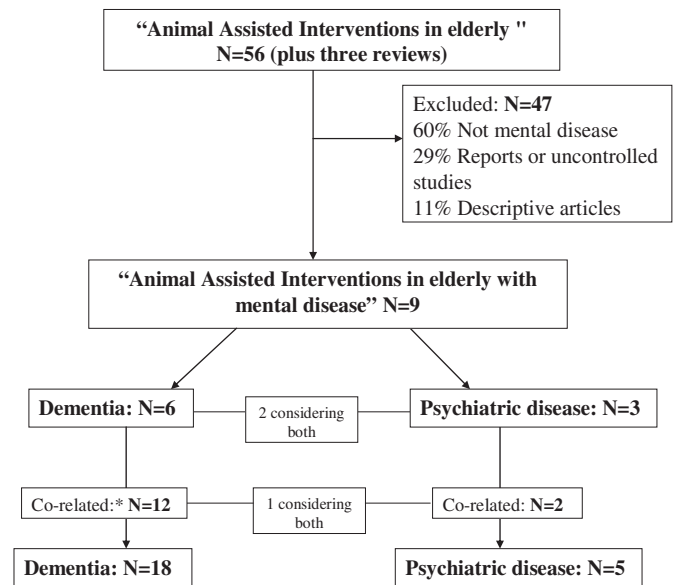 “Animal Assisted Interventions in elderly "
N=56 (plus three reviews)
Excluded: N=47
60% Not mental disease
29% Reports or uncontrolled
studies
11% Descriptive articles
“Animal Assisted Interventions in elderly with
mental disease” N=9
Dementia: N=6
2 considering
both
Psychiatric disease: N=3
Co-related:* N=12
1 considering
both
Co-related: N=2
Dementia: N=18
Psychiatric disease: N=5